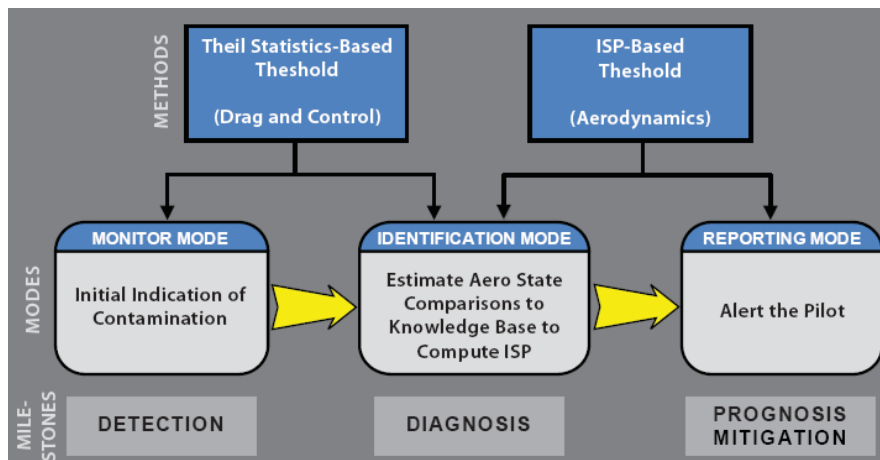 METHODS
Theil Statistics-Based
Theshold
(Drag and Control)
ISP-Based
Theshold
(Aerodynamics)
MODES
MONITOR MODE
Initial Indication of
Contamination
IDENTIFICATION MODE
Estimate Aero State
Comparisons to
Knowledge Base to
Compute ISP
REPORTING MODE
Alert the Pilot
MILE-
STONES
DETECTION
DIAGNOSIS
PROGNOSIS
MITIGATION